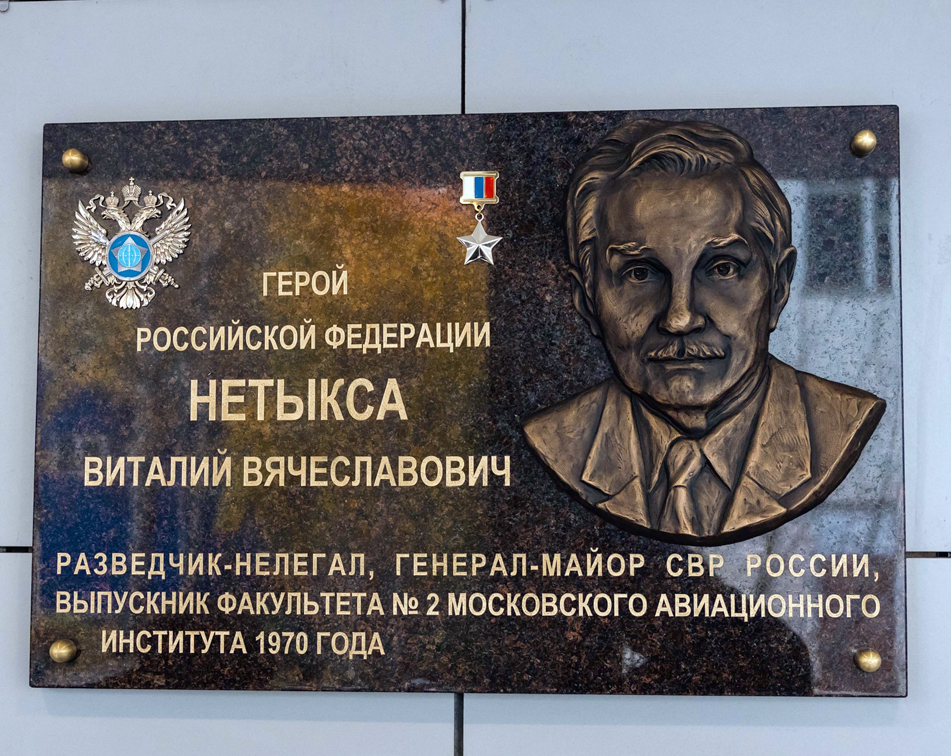 ГЕРОЙ
РОССИЙСКОЙ ФЕДЕРАЦИИ
НЕТЫКСА
ВИТАЛИЙ ВЯЧЕСЛАВОВИЧ
РАЗВЕДЧИК-НЕЛЕГАЛ, ГЕНЕРАЛ-МАЙОР СВР РОССИИ,
ВЫПУСКНИК ФАКУЛЬТЕТА № 2 МОСКОВСКОГО АВИАЦИОННОГО
ИНСТИТУТА 1970 ГОДА